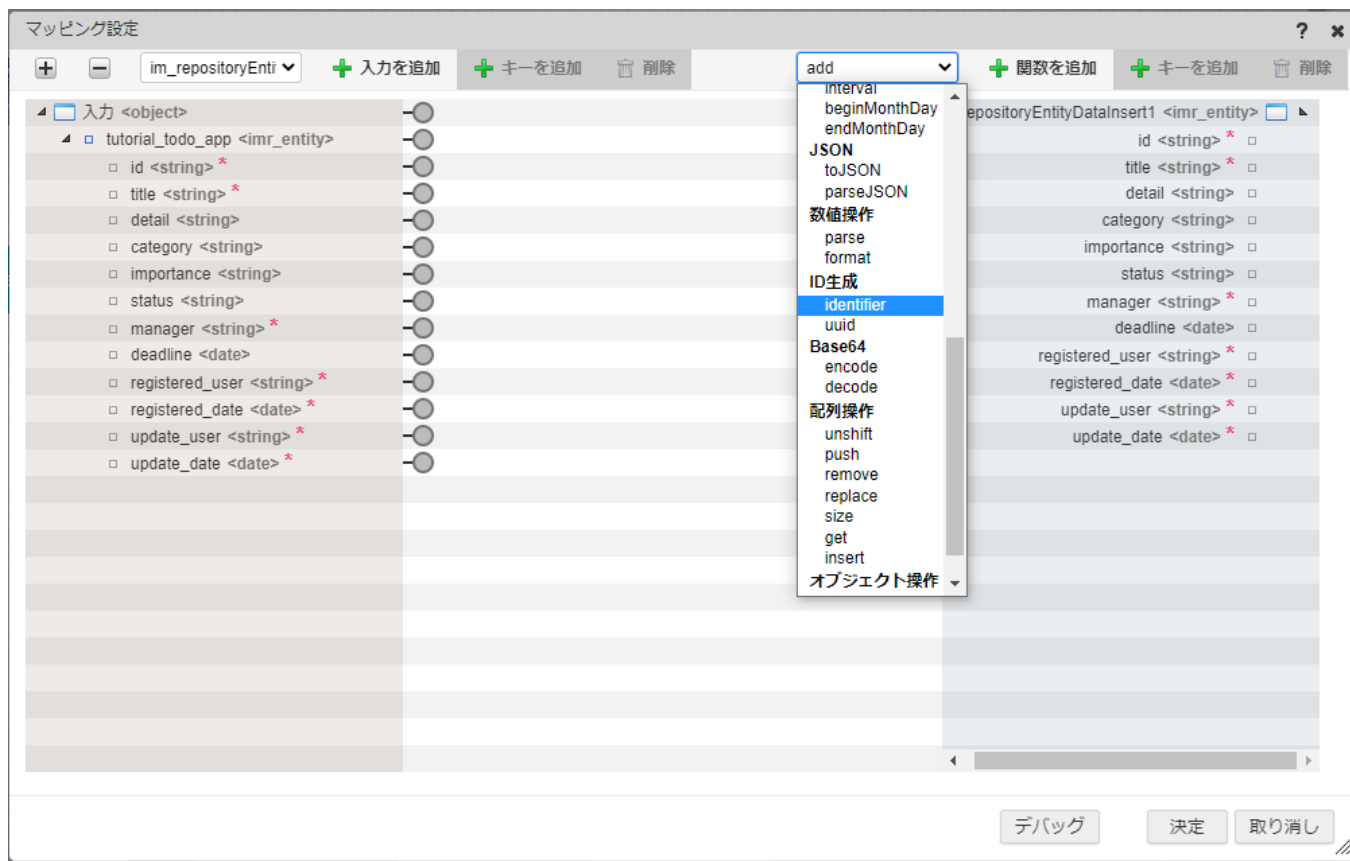 マッピング設定
? ×
im_repositoryEnti 入力を追加 キーを追加 削除 add 関数を追加 キーを追加 削除
入力 <object>
tutorial_todo_app <imr_entity>
id <string> *
title <string> *
detail <string>
category <string>
importance <string>
status <string>
manager <string> *
deadline <date>
registered_user <string> *
registered_date <date> *
update_user <string> *
update_date <date> *
interval
beginMonthDay
endMonthDay
JSON
toJSON
parseJSON
数値操作
parse
format
ID生成
identifier
uuid
Base64
encode
decode
配列操作
unshift
push
remove
replace
size
get
insert
オブジェクト操作
epositoryEntityDataInsert1 <imr_entity>
id <string> *
title <string> *
detail <string>
category <string>
importance <string>
status <string>
manager <string> *
deadline <date>
registered_user <string> *
registered_date <date> *
update_user <string> *
update_date <date> *
デバッグ 決定 取り消し